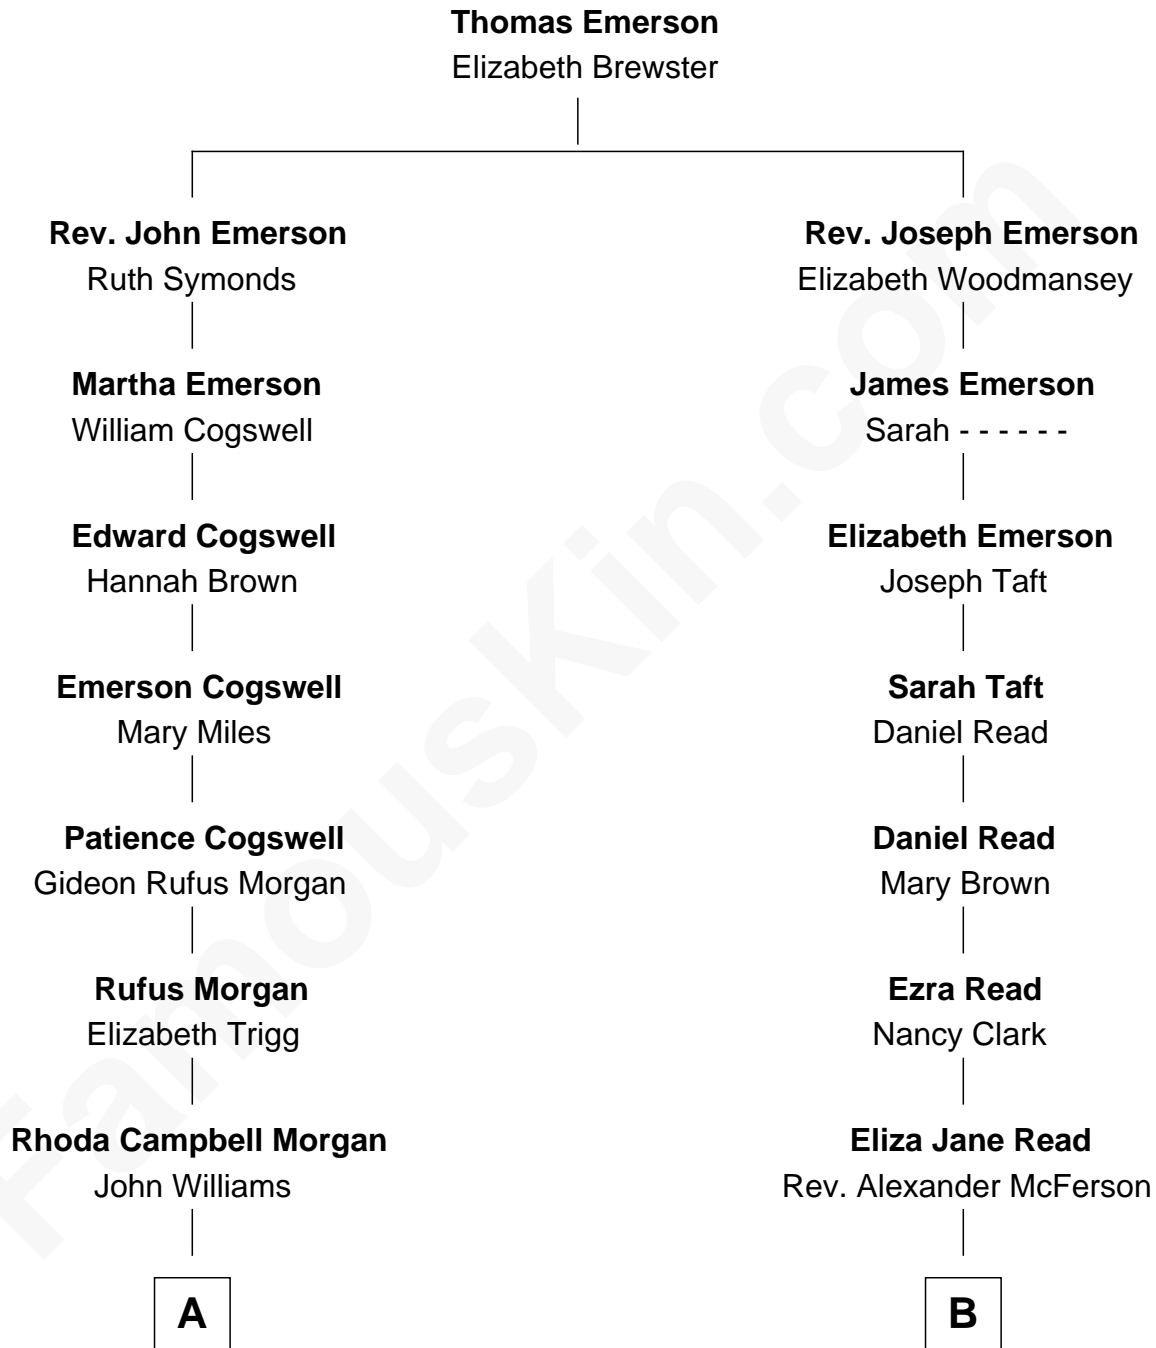 Thomas Emerson
Elizabeth Brewster
Rev. John Emerson
Ruth Symonds
Martha Emerson
William Cogswell
Edward Cogswell
Hannah Brown
Emerson Cogswell
Mary Miles
Patience Cogswell
Gideon Rufus Morgan
Rufus Morgan
Elizabeth Trigg
Rhoda Campbell Morgan
John Williams
A
Rev. Joseph Emerson
Elizabeth Woodmansey
James Emerson
Sarah - - - - - -
Elizabeth Emerson
Joseph Taft
Sarah Taft
Daniel Read
Daniel Read
Mary Brown
Ezra Read
Nancy Clark
Eliza Jane Read
Rev. Alexander McFerson
B
FamousKin.com